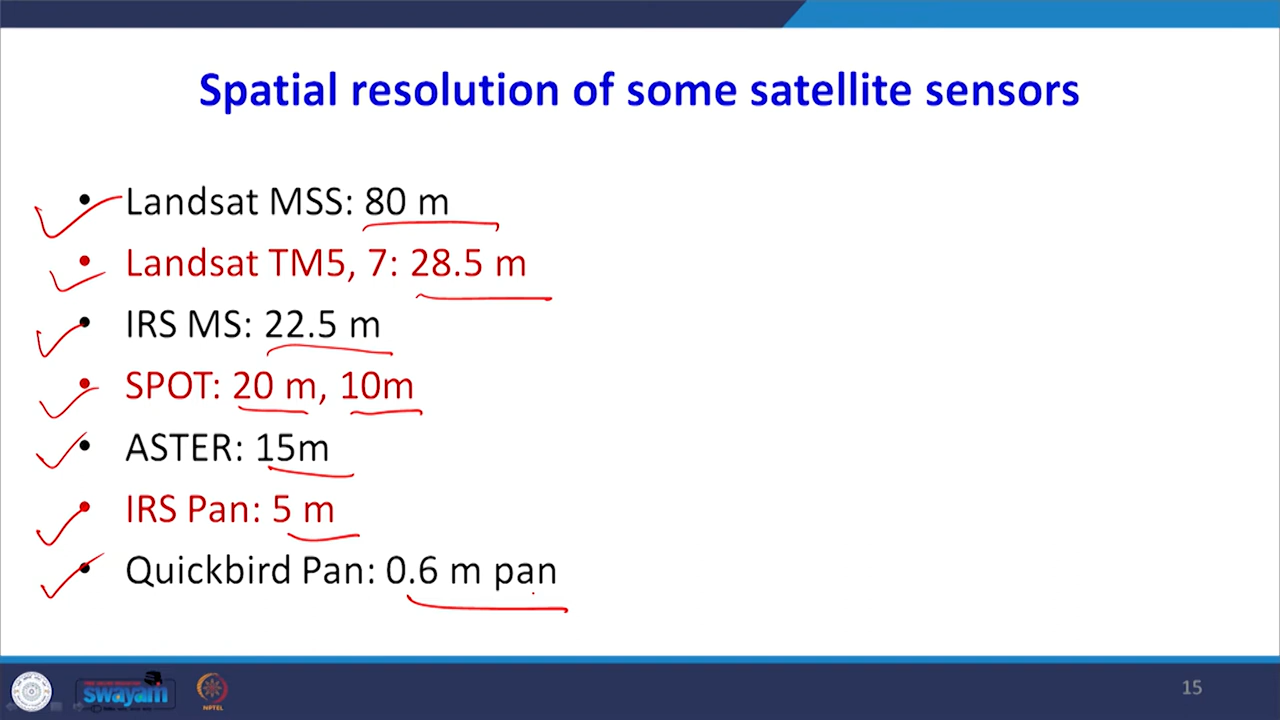 Spatial resolution of some satellite sensors
• Landsat MSS: 80 m
• Landsat TM5, 7: 28.5 m
• IRS MS: 22.5 m
• SPOT: 20 m, 10m
• ASTER: 15m
• IRS Pan: 5 m
• Quickbird Pan: 0.6 m pan
swayam
NPTEL
15